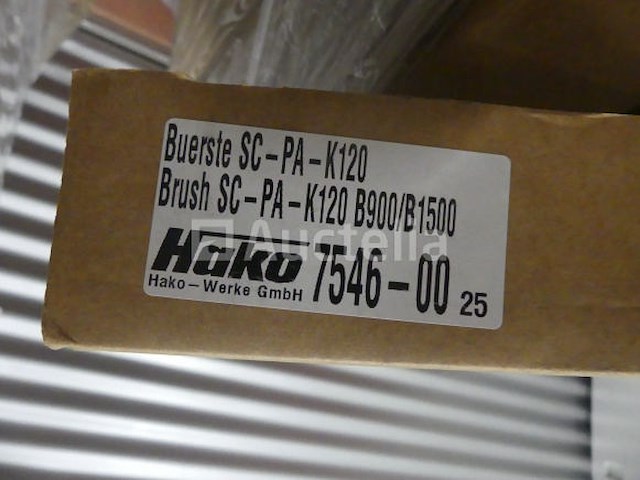 Buerste SC-PA-K120
Brush SC-PA-K120 B900/B1500
Auctelia
Hako 7546-00 25
Hako-Werke GmbH